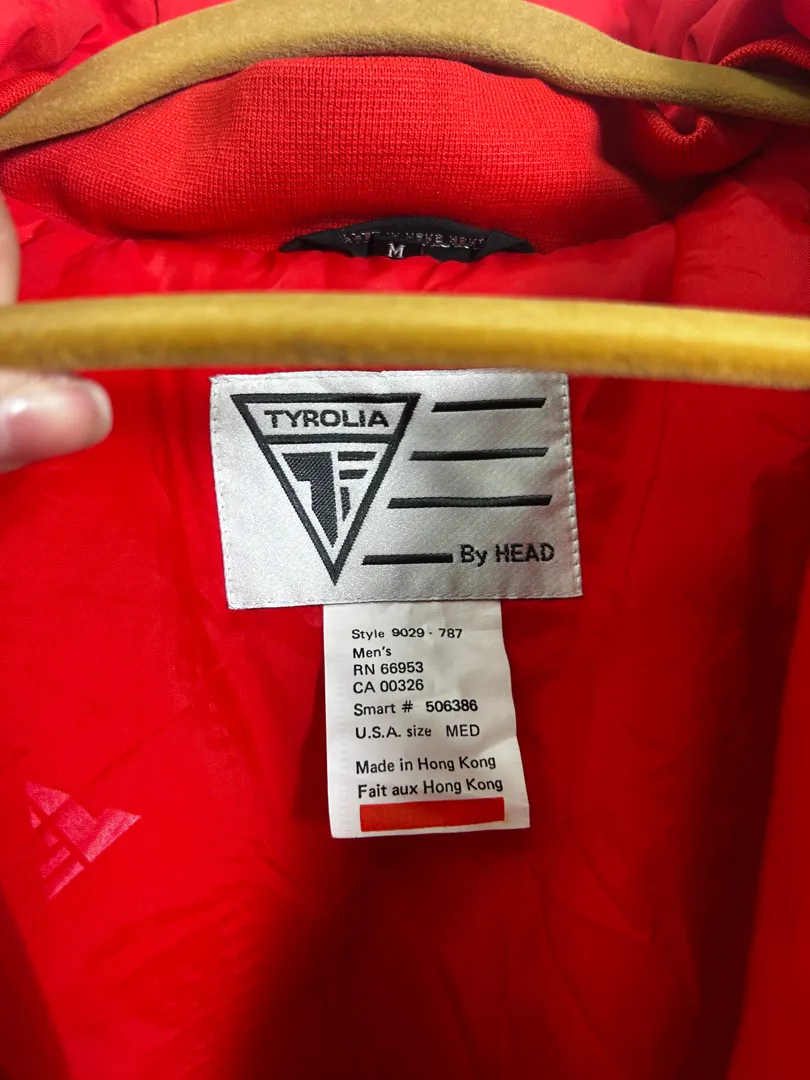 M
TYROLIA
By HEAD
Style 9029 - 787
Men's
RN 66953
CA 00326
Smart # 506386
U.S.A. size MED
Made in Hong Kong
Fait aux Hong Kong